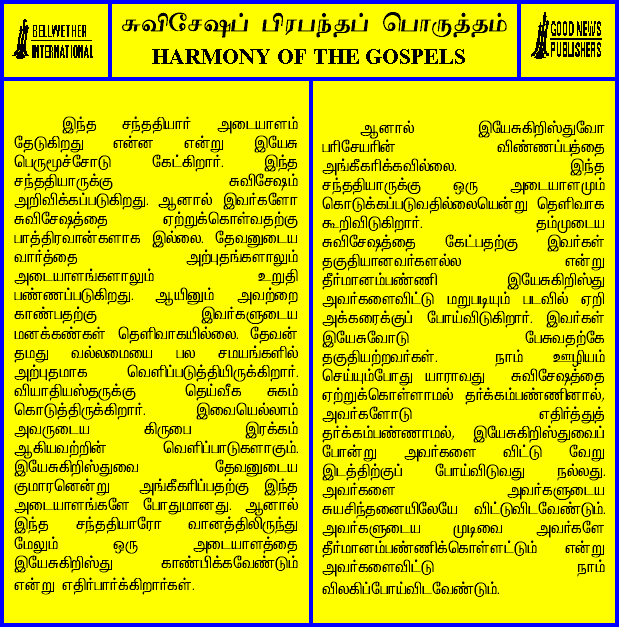 BELLWETHER
INTERNATIONAL
சுவிசேஷப் பிரபந்தப் பொருத்தம்
HARMONY OF THE GOSPELS
GOOD NEWS
PUBLISHERS
இந்த சந்ததியார் அடையாளம்
தேடுகிறது என்ன என்று இயேசு
பெருமூச்சோடு கேட்கிறார். இந்த
சந்ததியாருக்கு சுவிசேஷம்
அறிவிக்கப்படுகிறது. ஆனால் இவர்களோ
சுவிசேஷத்தை ஏற்றுக்கொள்வதற்கு
பாத்திரவான்களாக இல்லை. தேவனுடைய
வார்த்தை அற்புதங்களாலும்
அடையாளங்களாலும் உறுதி
பண்ணப்படுகிறது. ஆயினும் அவற்றை
காண்பதற்கு இவர்களுடைய
மனக்கண்கள் தெளிவாகயில்லை. தேவன்
தமது வல்லமையை பல சமயங்களில்
அற்புதமாக வெளிப்படுத்தியிருக்கிறார்.
வியாதியஸ்தருக்கு தெய்வீக சுகம்
கொடுத்திருக்கிறார். இவையெல்லாம்
அவருடைய கிருபை இரக்கம்
ஆகியவற்றின் வெளிப்பாடுகளாகும்.
இயேசுகிறிஸ்துவை தேவனுடைய
குமாரனென்று அங்கீகரிப்பதற்கு இந்த
அடையாளங்களே போதுமானது. ஆனால்
இந்த சந்ததியாரோ வானத்திலிருந்து
மேலும் ஒரு அடையாளத்தை
இயேசுகிறிஸ்து காண்பிக்கவேண்டும்
என்று எதிர்பார்க்கிறார்கள்.
ஆனால் இயேசுகிறிஸ்துவோ
பரிசேயரின் விண்ணப்பத்தை
அங்கீகரிக்கவில்லை. இந்த
சந்ததியாருக்கு ஒரு அடையாளமும்
கொடுக்கப்படுவதில்லையென்று தெளிவாக
கூறிவிடுகிறார். தம்முடைய
சுவிசேஷத்தை கேட்பதற்கு இவர்கள்
தகுதியானவர்களல்ல என்று
தீர்மானம்பண்ணி இயேசுகிறிஸ்து
அவர்களைவிட்டு மறுபடியும் படவில் ஏறி
அக்கரைக்குப் போய்விடுகிறார். இவர்கள்
இயேசுவோடு பேசுவதற்கே
தகுதியற்றவர்கள். நாம் ஊழியம்
செய்யும்போது யாராவது சுவிசேஷத்தை
ஏற்றுக்கொள்ளாமல் தர்க்கம்பண்ணினால்,
அவர்களோடு எதிர்த்துத்
தர்க்கம்பண்ணாமல், இயேசுகிறிஸ்துவைப்
போன்று அவர்களை விட்டு வேறு
இடத்திற்குப் போய்விடுவது நல்லது.
அவர்களை அவர்களுடைய
சுயசிந்தனையிலேயே விட்டுவிடவேண்டும்.
அவர்களுடைய முடிவை அவர்களே
தீர்மானம்பண்ணிக்கொள்ளட்டும் என்று
அவர்களைவிட்டு நாம்
விலகிப்போய்விடவேண்டும்.